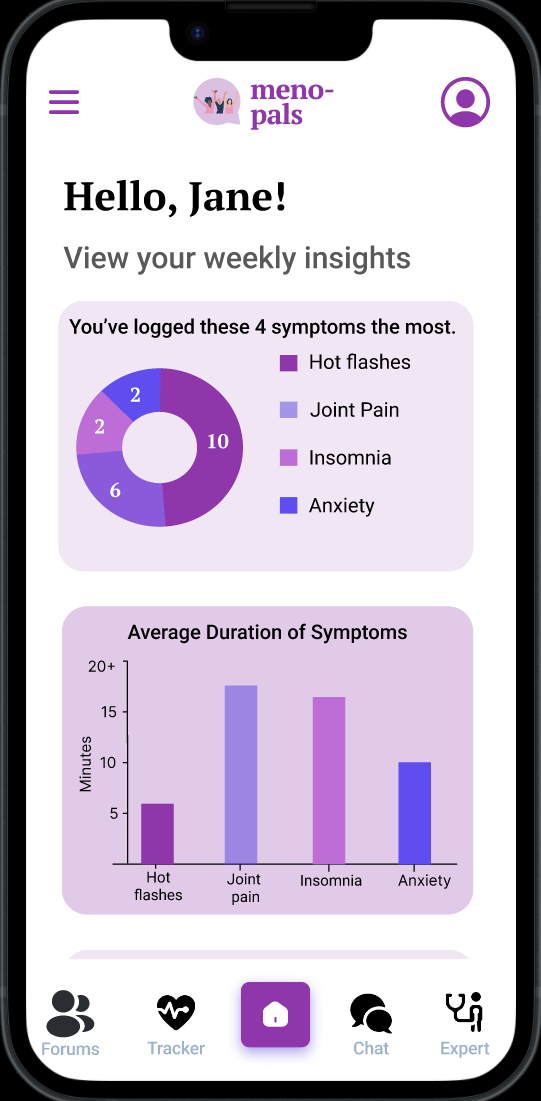 meno-
pals
Hello, Jane!
View your weekly insights
You’ve logged these 4 symptoms the most.
2
2
10
6
Hot flashes
Joint Pain
Insomnia
Anxiety
Average Duration of Symptoms
20+
15
10
5
Minutes
Hot
flashes
Joint
pain
Insomnia
Anxiety
Forums
Tracker
Chat
Expert